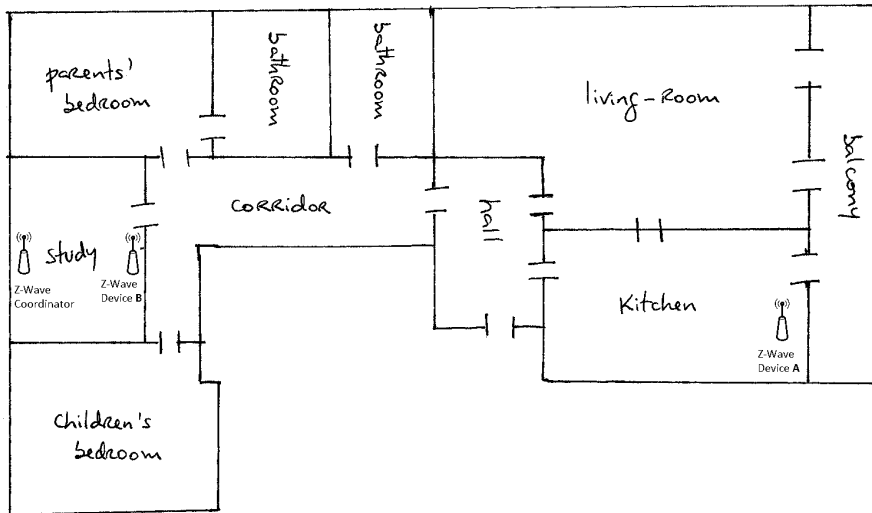 parents'
bedroom
bathRoom
bathRoom
living-Room
balcony
CORRIDOR
hall
study
Z-Wave
Coordinator
Z-Wave
Device B
Kitchen
Z-Wave
Device A
Children's
bedroom